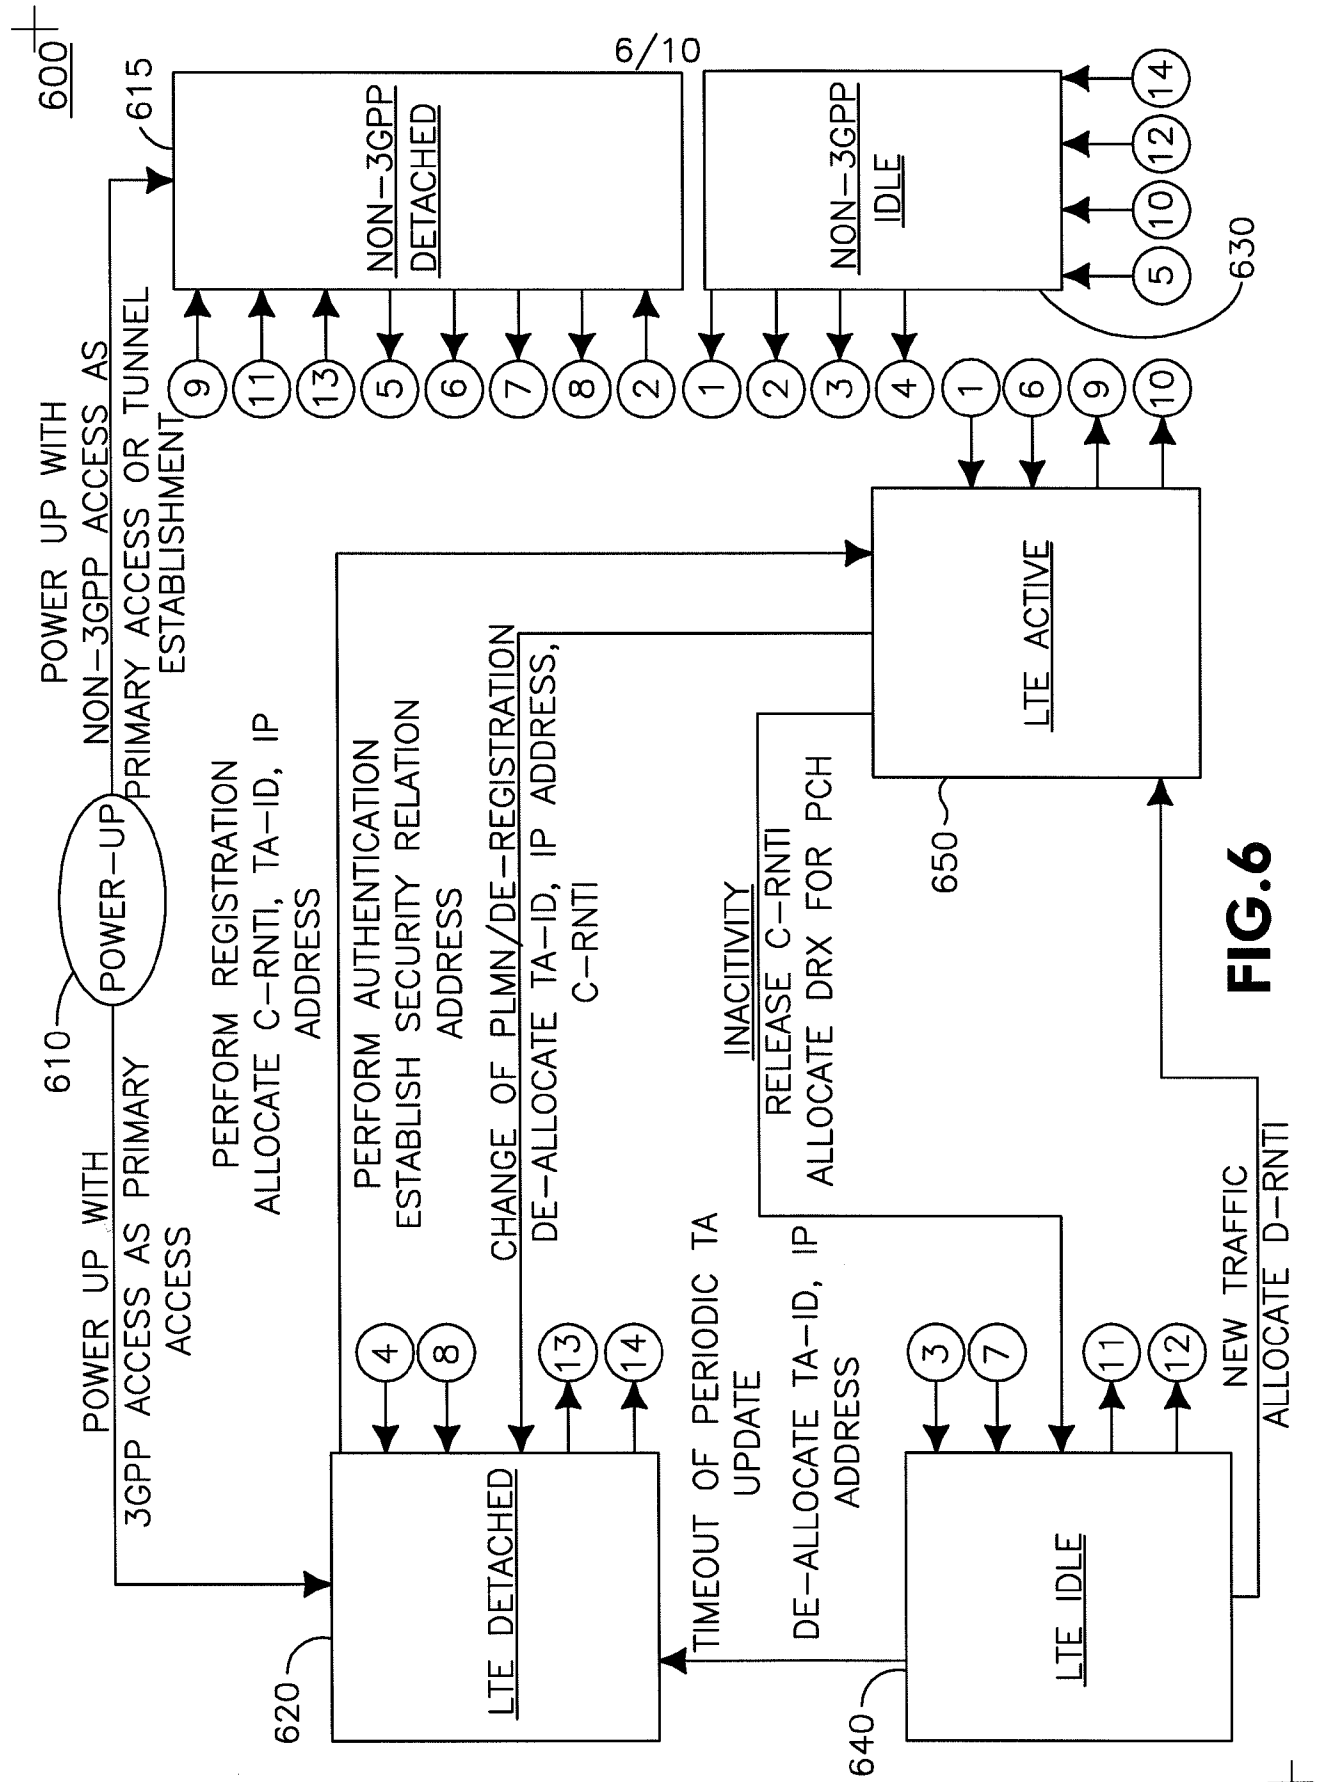 600
6/10
610
POWER-UP
POWER UP WITH
3GPP ACCESS AS PRIMARY
ACCESS
POWER UP WITH
NON-3GPP ACCESS AS
PRIMARY ACCESS OR TUNNEL
ESTABLISHMENT
615
NON-3GPP
DETACHED
9
11
13
5
6
7
8
2
NON-3GPP
IDLE
1
2
3
4
5
10
12
14
630
PERFORM REGISTRATION
ALLOCATE C-RNTI, TA-ID, IP
ADDRESS
PERFORM AUTHENTICATION
ESTABLISH SECURITY RELATION
ADDRESS
CHANGE OF PLMN/DE-REGISTRATION
DE-ALLOCATE TA-ID, IP ADDRESS,
C-RNTI
620
LTE DETACHED
4
8
13
14
INACITIVITY
RELEASE C-RNTI
ALLOCATE DRX FOR PCH
LTE ACTIVE
650
1
6
9
10
TIMEOUT OF PERIODIC TA
UPDATE
DE-ALLOCATE TA-ID, IP
ADDRESS
640
LTE IDLE
3
7
11
12
NEW TRAFFIC
ALLOCATE D-RNTI
FIG.6